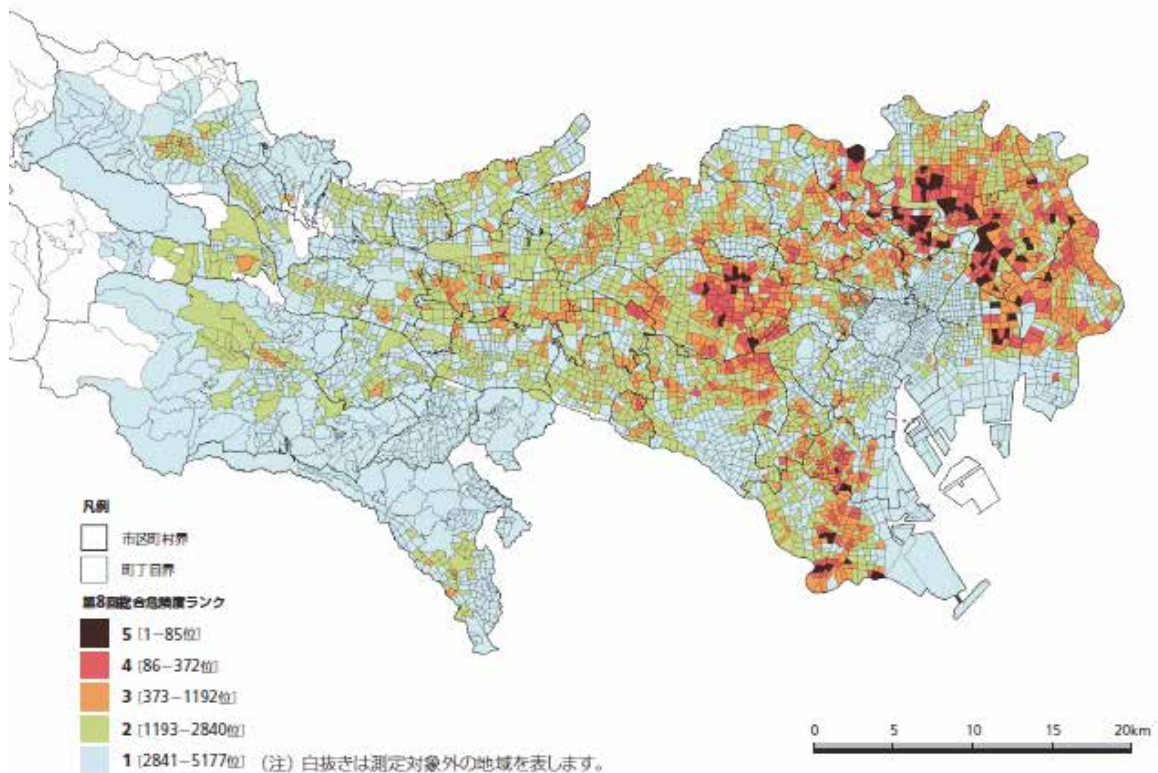 凡例
市区町村界
町丁目界
第8回総合危険度ランク
5 [1−85位]
4 [86−372位]
3 [373−1192位]
2 [1193−2840位]
1 [2841−5177位] (注) 白抜きは測定対象外の地域を表します。
0 5 10 15 20km